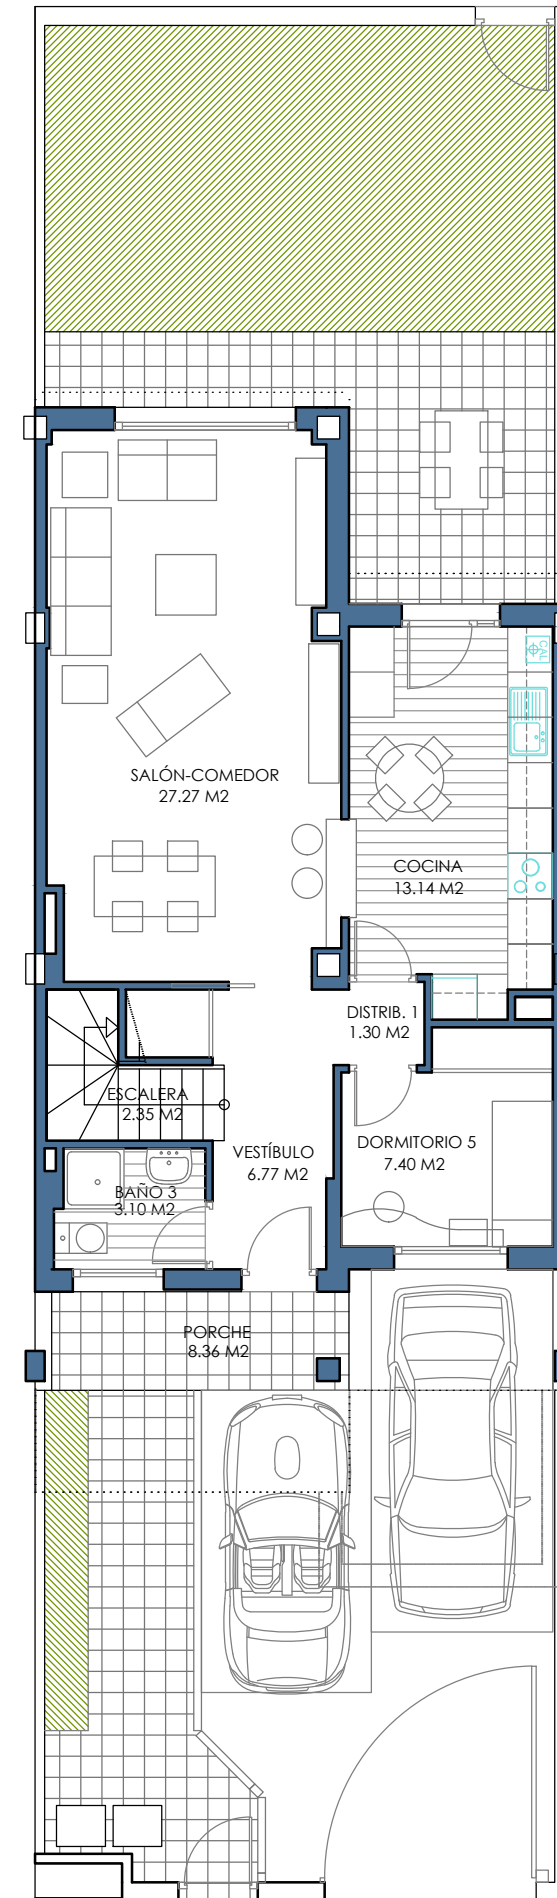 CAL
SALÓN-COMEDOR
27.27 M2
COCINA
13.14 M2
DISTRIB. 1
1.30 M2
ESCALERA
2.35 M2
VESTÍBULO
6.77 M2
DORMITORIO 5
7.40 M2
BAÑO 3
3.10 M2
PORCHE
8.36 M2